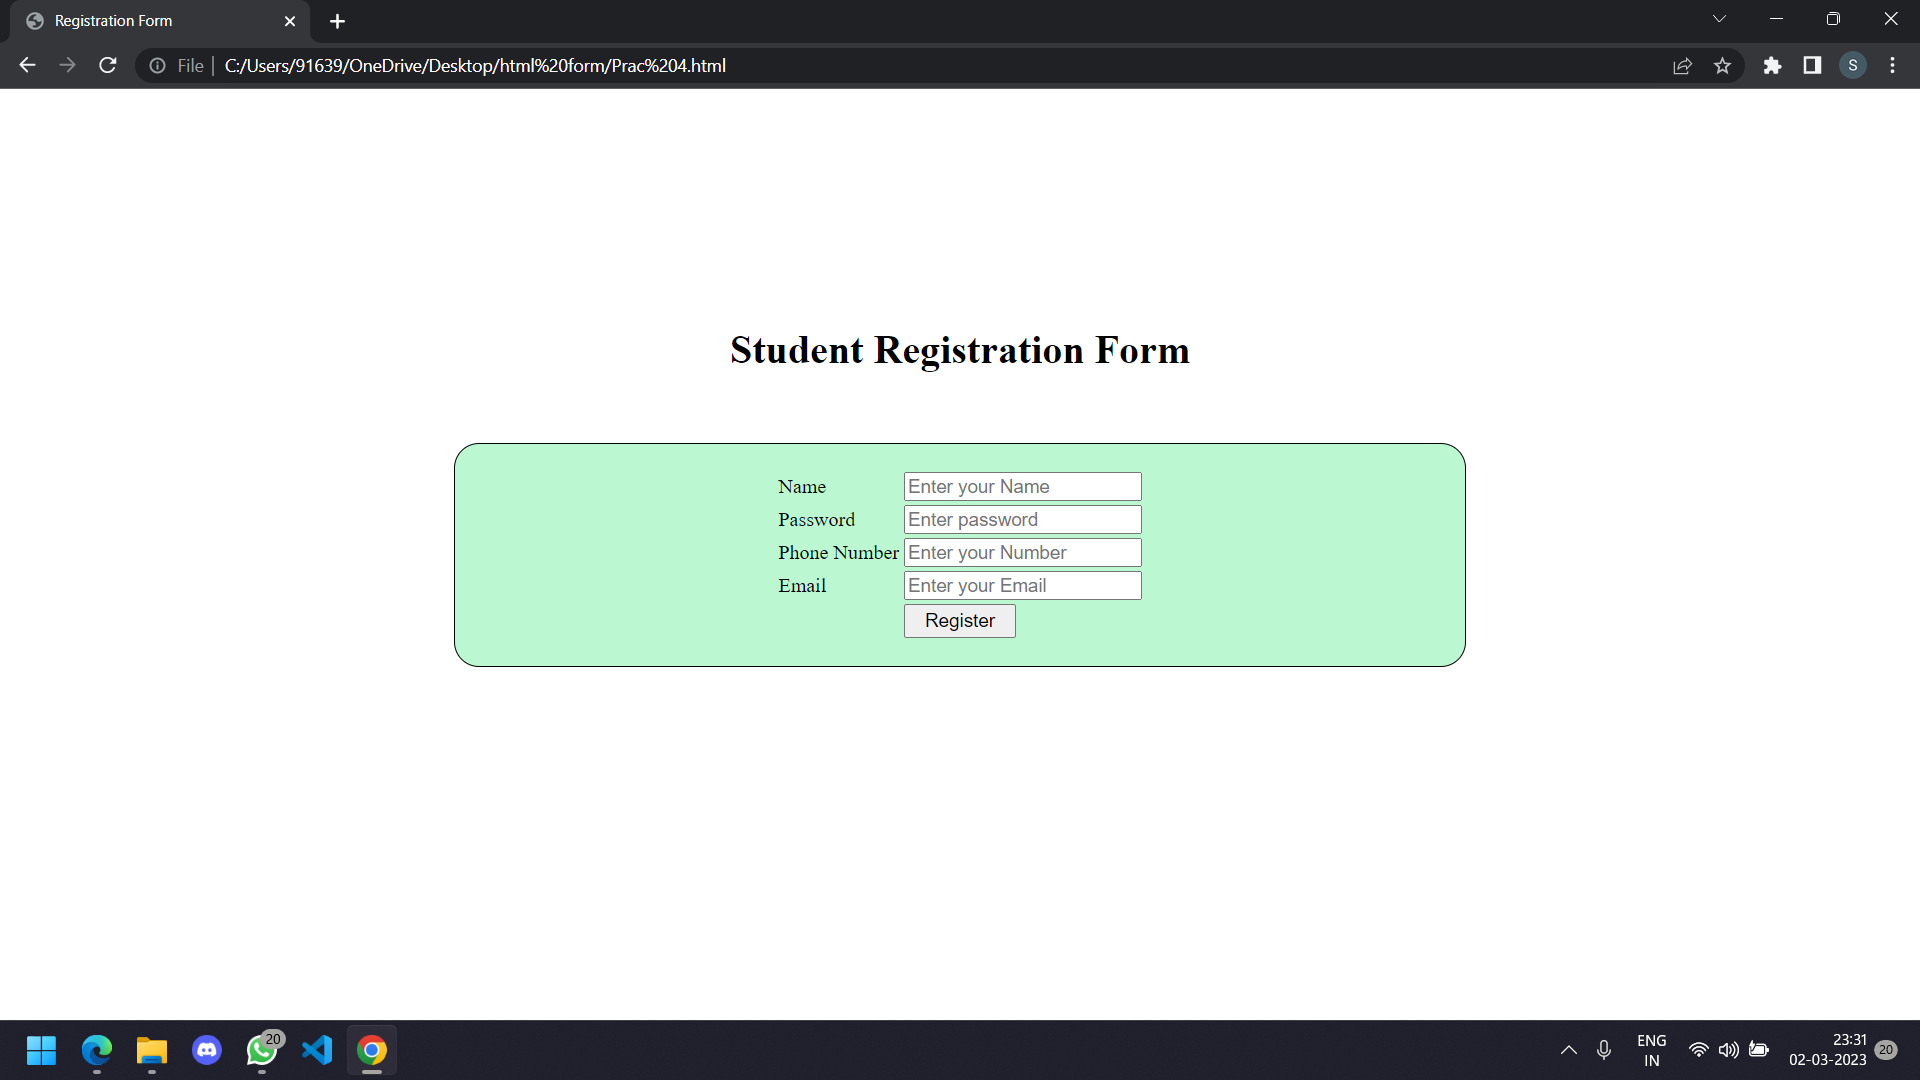 Registration Form
File | C:/Users/91639/OneDrive/Desktop/html%20form/Prac%204.html
S
Student Registration Form
Name Enter your Name
Password Enter password
Phone Number Enter your Number
Email Enter your Email
Register
20
ENG
IN
23:31
02-03-2023
20